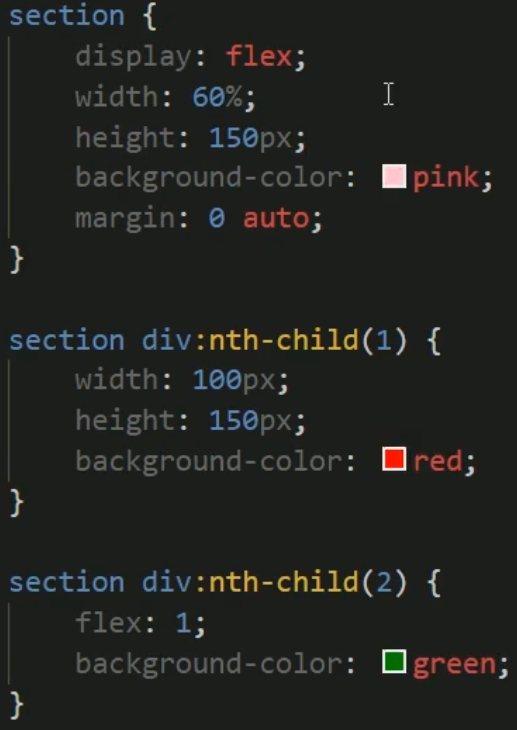 section {
display: flex;
width: 60%;
height: 150px;
background-color: pink;
margin: 0 auto;
}
section div:nth-child(1) {
width: 100px;
height: 150px;
background-color: red;
}
section div:nth-child(2) {
flex: 1;
background-color: green;
}